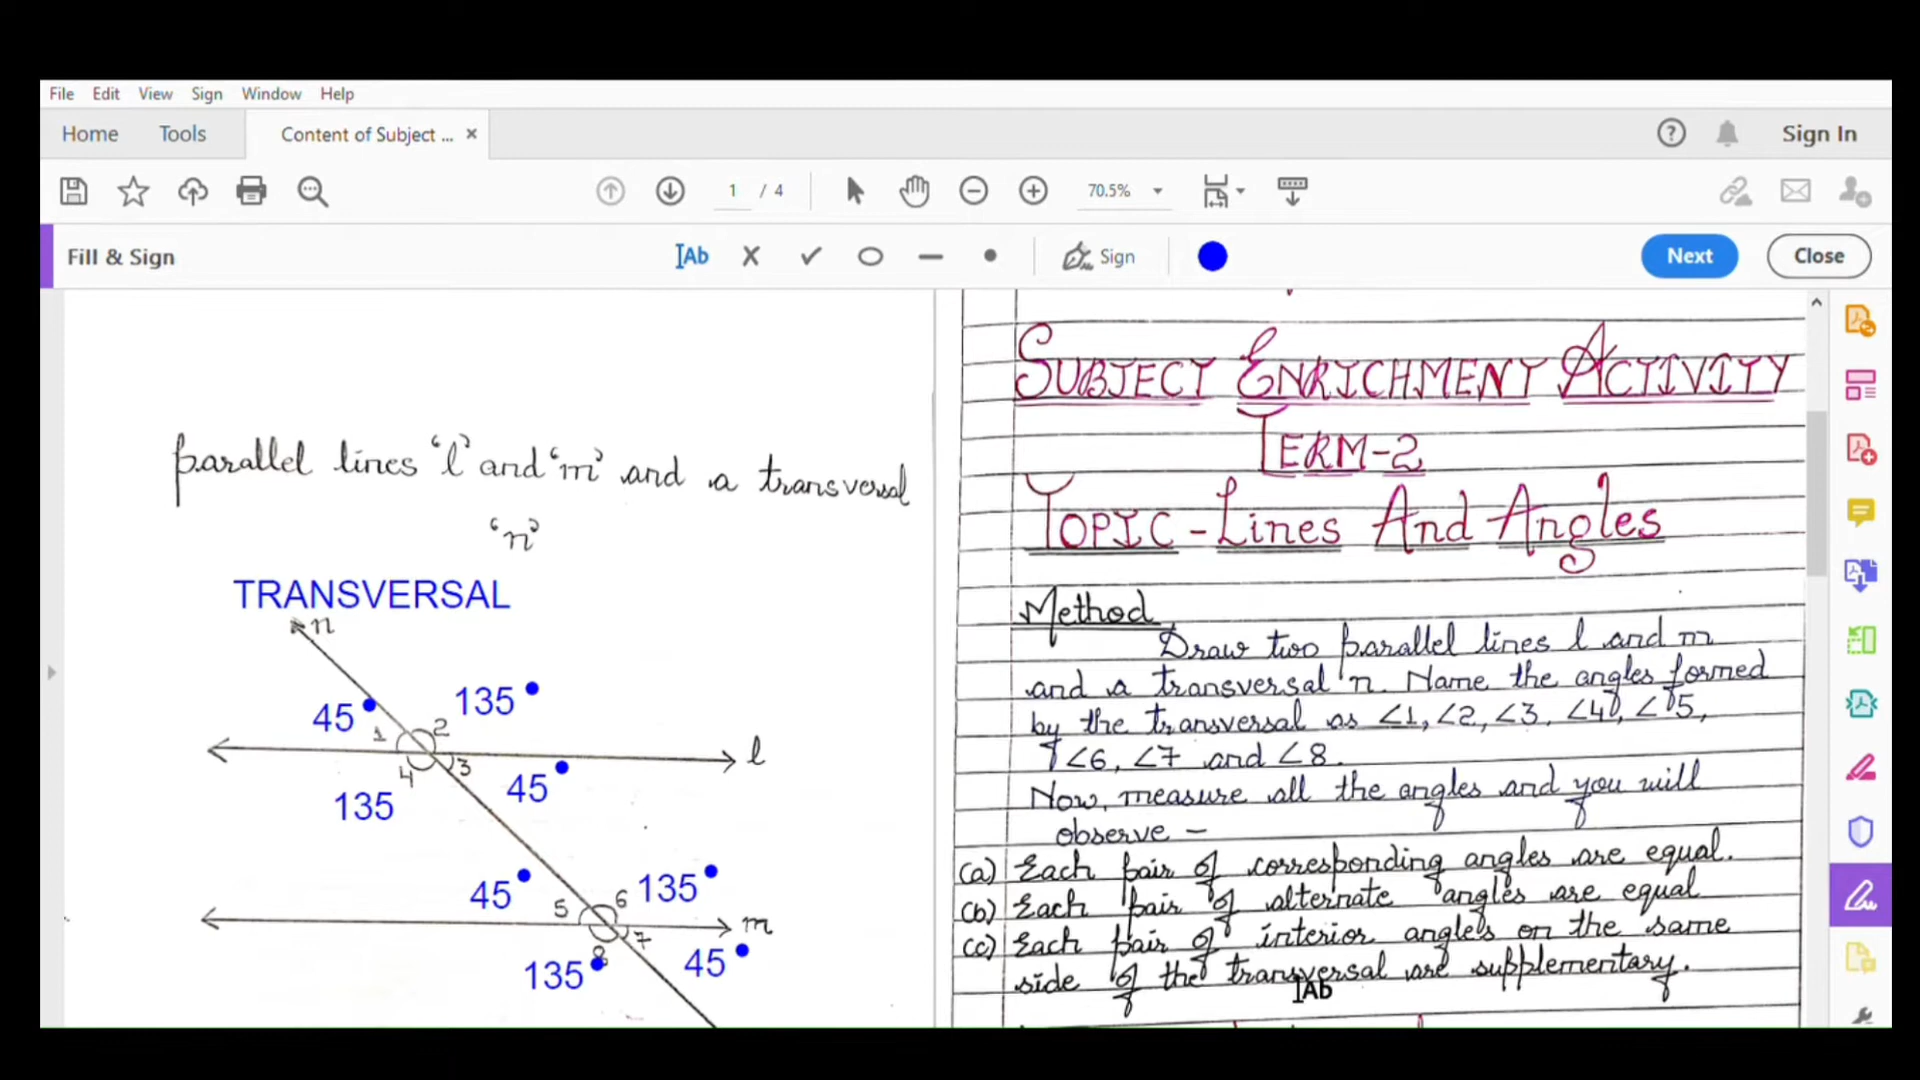 File Edit View Sign Window Help
Home Tools Content of Subject ... × Sign In
1 / 4 70.5%
Fill & Sign IAb Sign Next Close
parallel lines 'l' and 'm' and a transversal
'n'
TRANSVERSAL
n
45 135
1 2
l
4 3
135 45
45 135
5 6
m
8 7
135 45
SUBJECT ENRICHMENT ACTIVITY
TERM-2
TOPIC - Lines And Angles
Method
Draw two parallel lines l and m
and a transversal n. Name the angles formed
by the transversal as ∠1, ∠2, ∠3, ∠4, ∠5,
∠6, ∠7 and ∠8.
Now, measure all the angles and you will
observe –
(a) Each pair of corresponding angles are equal.
(b) Each pair of alternate angles are equal
(c) Each pair of interior angles on the same
side of the transversal are supplementary.
IAb